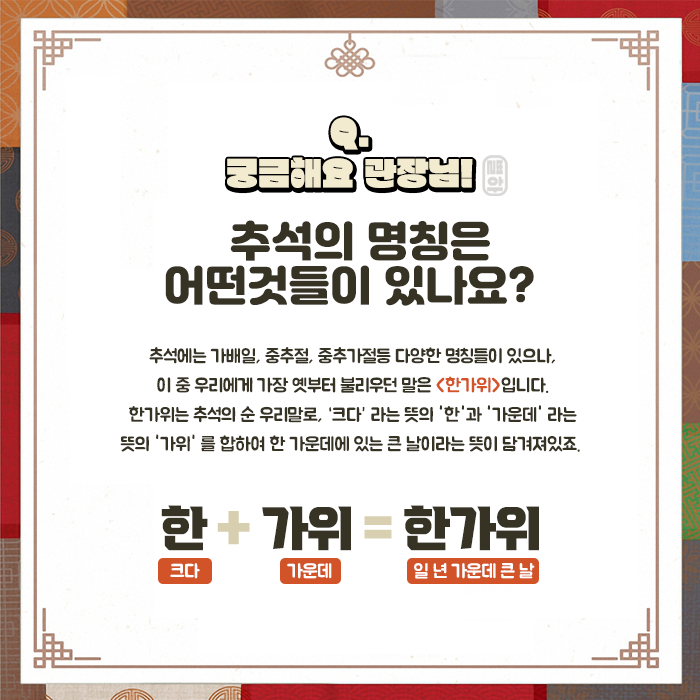 Q.
궁금해요 관장님!
추석의 명칭은
어떤것들이 있나요?
추석에는 가배일, 중추절, 중추가절등 다양한 명칭들이 있으나,
이 중 우리에게 가장 옛부터 불리우던 말은 <한가위>입니다.
한가위는 추석의 순 우리말로, '크다' 라는 뜻의 '한'과 '가운데' 라는
뜻의 '가위' 를 합하여 한 가운데에 있는 큰 날이라는 뜻이 담겨져있죠.
한 + 가위 = 한가위
크다 가운데 일 년 가운데 큰 날